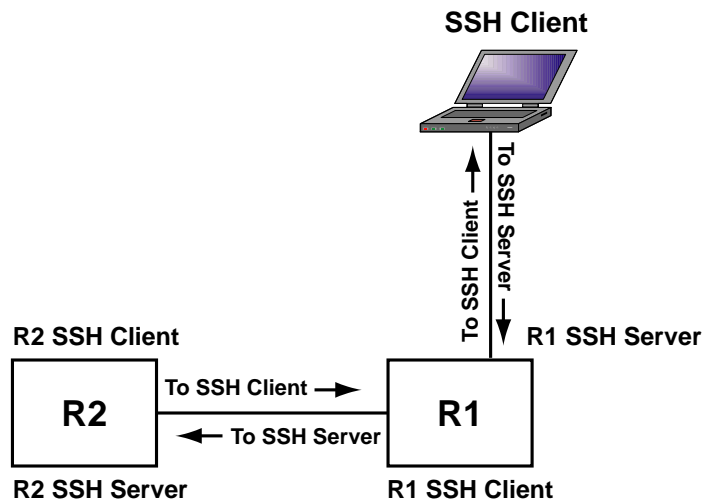 SSH Client
To SSH Client
To SSH Server
R2 SSH Client
R1 SSH Server
R2
To SSH Client
To SSH Server
R1
R2 SSH Server
R1 SSH Client